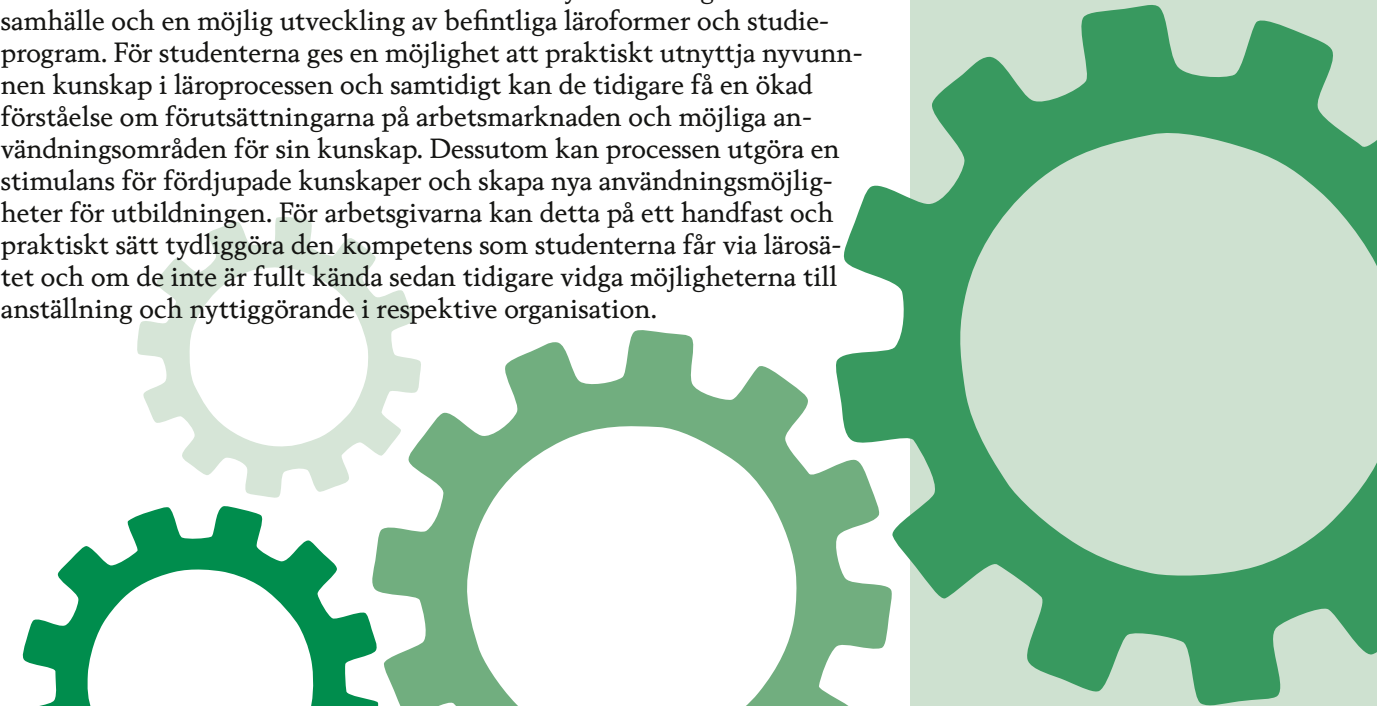 samhälle och en möjlig utveckling av befintliga läroformer och studie-
program. För studenterna ges en möjlighet att praktiskt utnyttja nyvunn-
nen kunskap i läroprocessen och samtidigt kan de tidigare få en ökad
förståelse om förutsättningarna på arbetsmarknaden och möjliga an-
vändningsområden för sin kunskap. Dessutom kan processen utgöra en
stimulans för fördjupade kunskaper och skapa nya användningsmöjlig-
heter för utbildningen. För arbetsgivarna kan detta på ett handfast och
praktiskt sätt tydliggöra den kompetens som studenterna får via lärosä-
tet och om de inte är fullt kända sedan tidigare vidga möjligheterna till
anställning och nyttiggörande i respektive organisation.